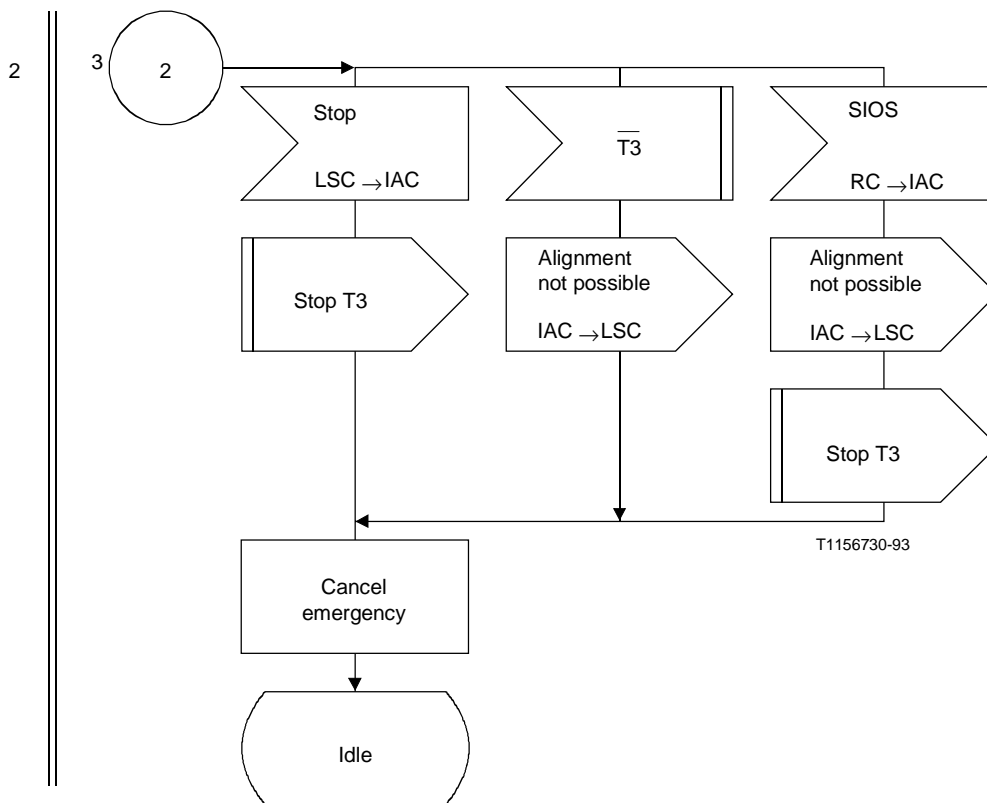 2
3
2
Stop
LSC → IAC
T3
SIOS
RC → IAC
Stop T3
Alignment
not possible
IAC → LSC
Alignment
not possible
IAC → LSC
Stop T3
T1156730-93
Cancel
emergency
Idle